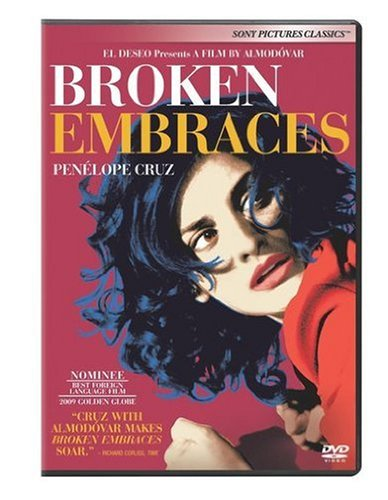 SONY PICTURES CLASSICS™
EL DESEO Presents A FILM BY ALMODÓVAR
BROKEN
EMBRACES
PENÉLOPE CRUZ
NOMINEE
BEST FOREIGN
LANGUAGE FILM
2009 GOLDEN GLOBE
“CRUZ WITH
ALMODÓVAR MAKES
BROKEN EMBRACES
SOAR.” – RICHARD CORLISS, TIME
DVD
VIDEO